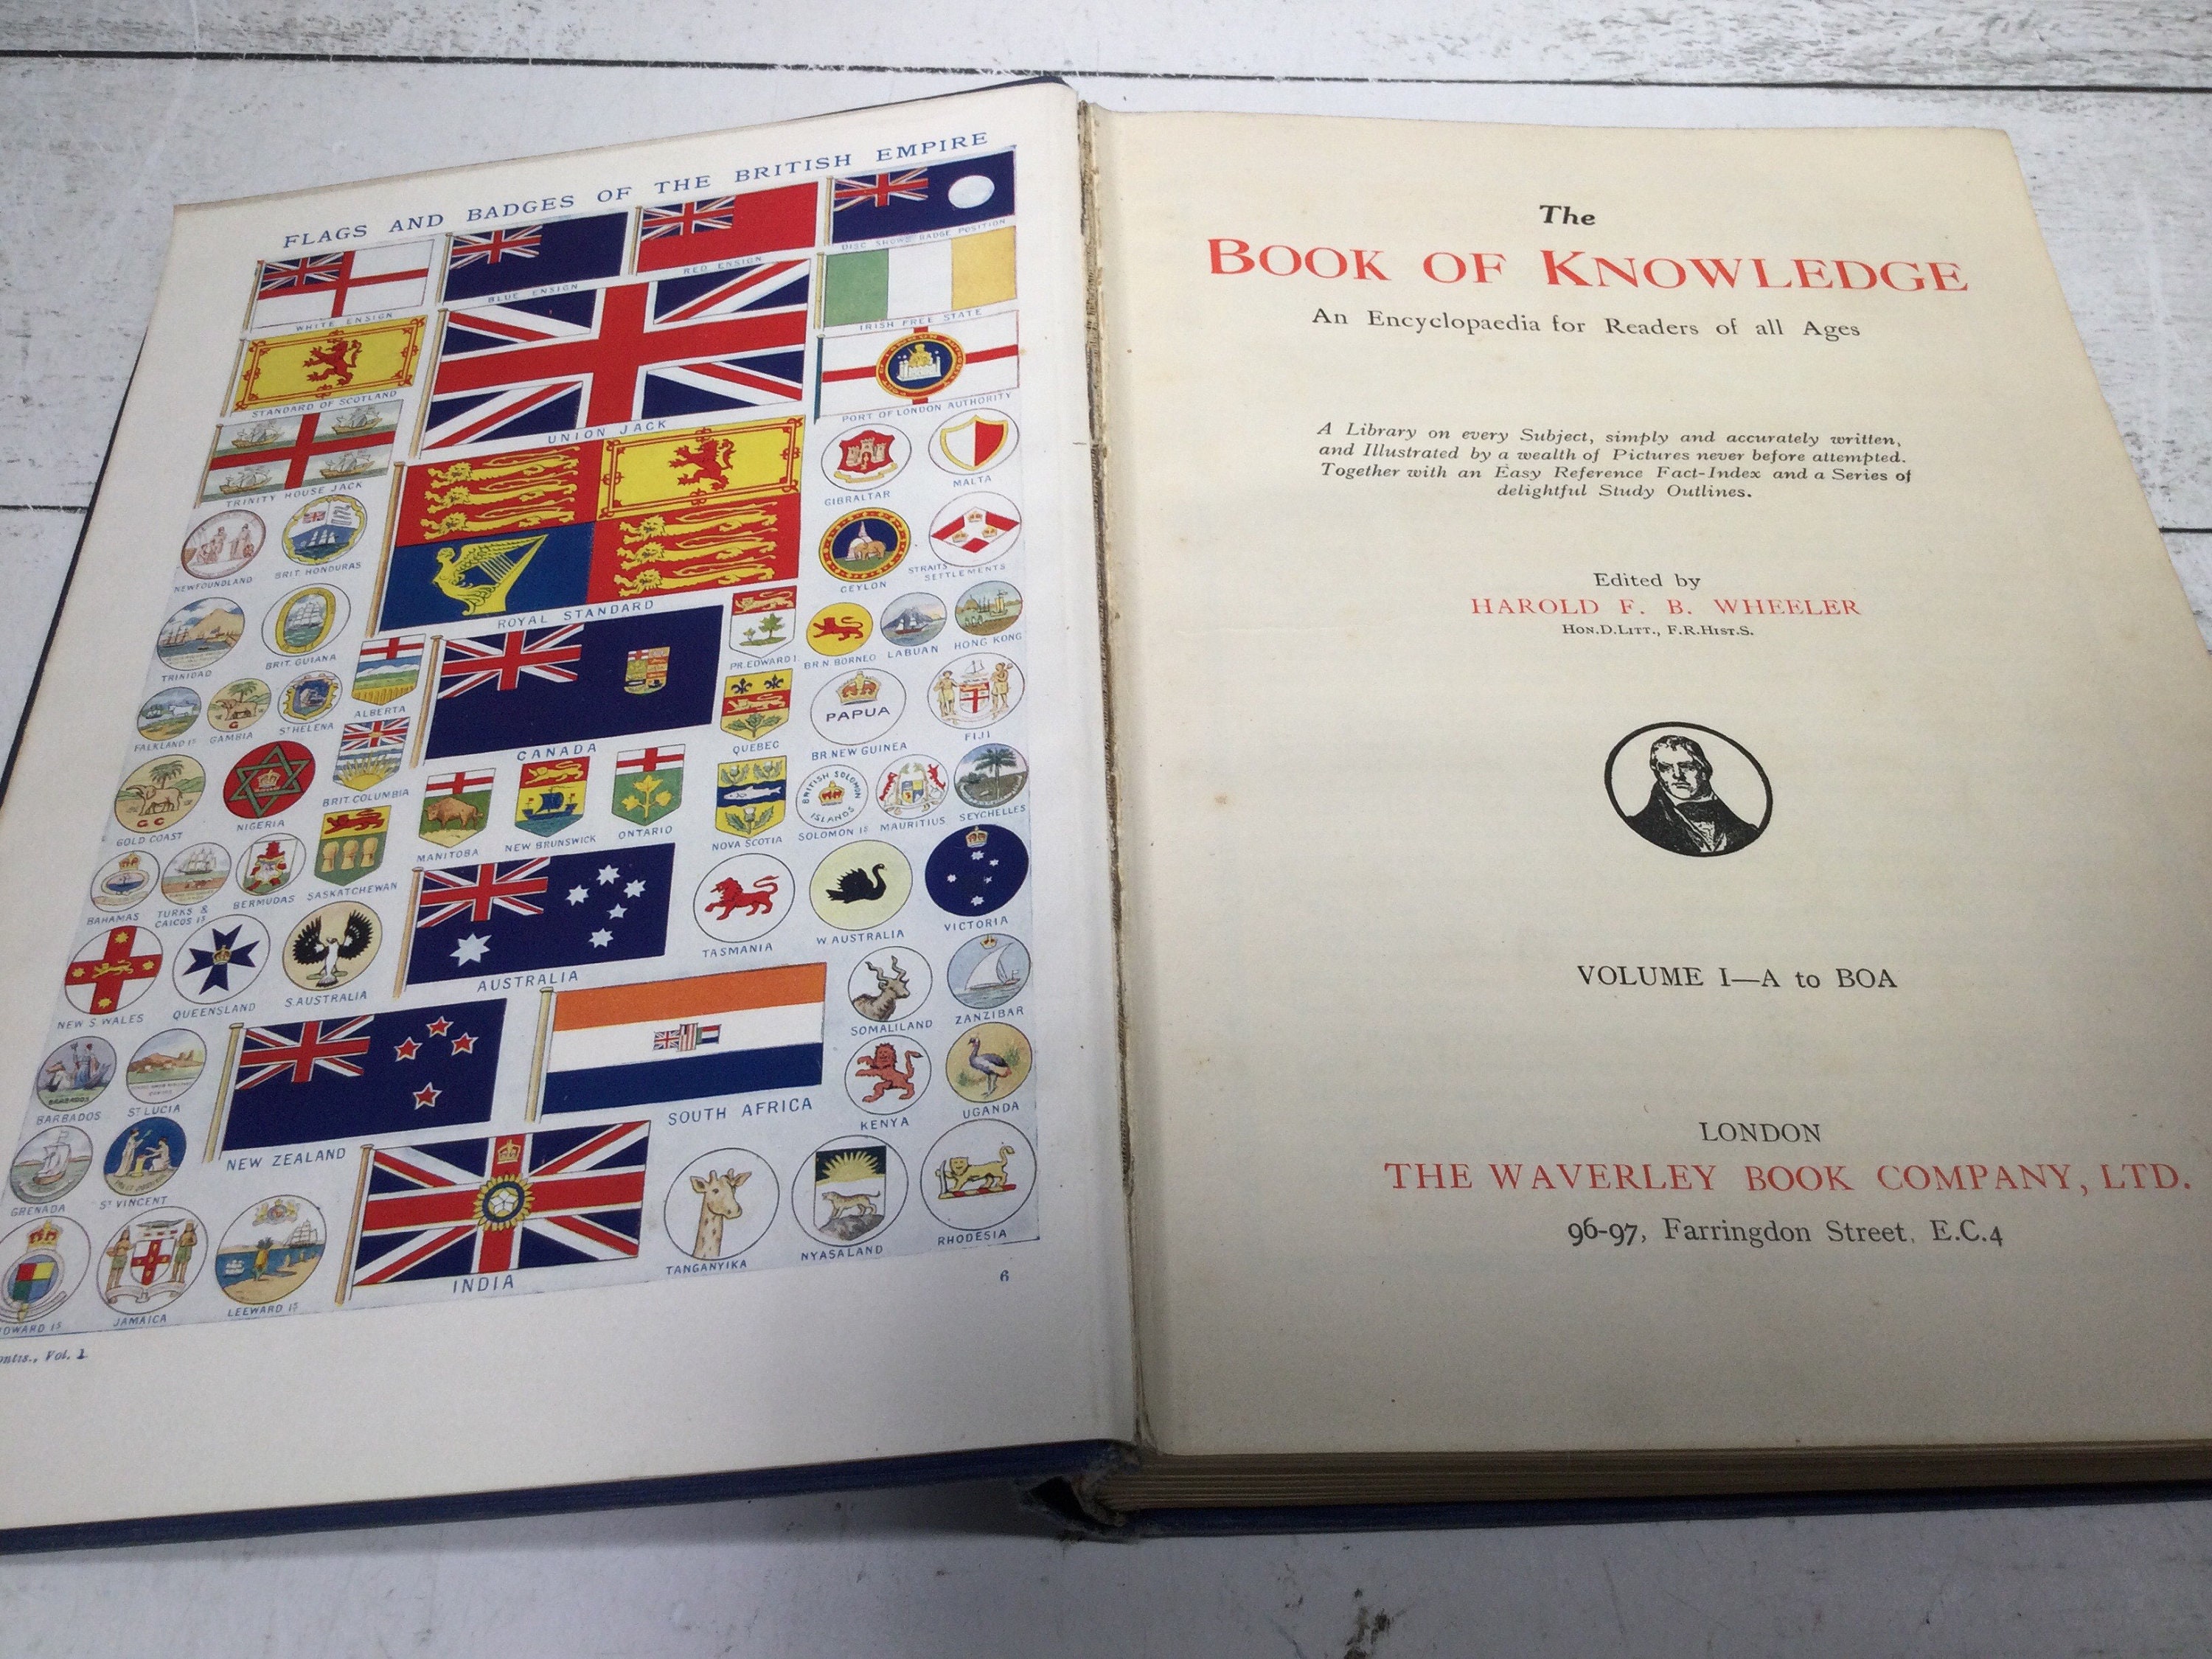 FLAGS AND BADGES OF THE BRITISH EMPIRE
WHITE ENSIGN
BLUE ENSIGN
RED ENSIGN
DISC SHOWS BADGE POSITION
STANDARD OF SCOTLAND
UNION JACK
IRISH FREE STATE
PORT OF LONDON AUTHORITY
TRINITY HOUSE JACK
ROYAL STANDARD
GIBRALTAR
MALTA
NEWFOUNDLAND
BRIT. HONDURAS
CEYLON
STRAITS
SETTLEMENTS
TRINIDAD
BRIT. GUIANA
PR.EDWARD I.
BR.N.BORNEO
LABUAN
HONG KONG
FALKLAND IS
GAMBIA
G
ST HELENA
ALBERTA
CANADA
QUEBEC
PAPUA
BR.NEW GUINEA
FIJI
G C
GOLD COAST
NIGERIA
BRIT. COLUMBIA
MANITOBA
NEW BRUNSWICK
ONTARIO
NOVA SCOTIA
BRITISH SOLOMON
ISLANDS
SOLOMON IS
MAURITIUS
SEYCHELLES
BAHAMAS
TURKS &
CAICOS IS
BERMUDAS
SASKATCHEWAN
AUSTRALIA
TASMANIA
W.AUSTRALIA
VICTORIA
NEW S.WALES
QUEENSLAND
S.AUSTRALIA
SOMALILAND
ZANZIBAR
BARBADOS
ST LUCIA
NEW ZEALAND
SOUTH AFRICA
KENYA
UGANDA
GRENADA
ST VINCENT
INDIA
TANGANYIKA
NYASALAND
RHODESIA
DWARD IS
JAMAICA
LEEWARD IS
6
ontis., Vol. 1
The
BOOK OF KNOWLEDGE
An Encyclopaedia for Readers of all Ages
A Library on every Subject, simply and accurately written,
and Illustrated by a wealth of Pictures never before attempted.
Together with an Easy Reference Fact-Index and a Series of
delightful Study Outlines.
Edited by
HAROLD F. B. WHEELER
HON.D.LITT., F.R.HIST.S.
VOLUME I—A to BOA
LONDON
THE WAVERLEY BOOK COMPANY, LTD.
96-97, Farringdon Street, E.C.4